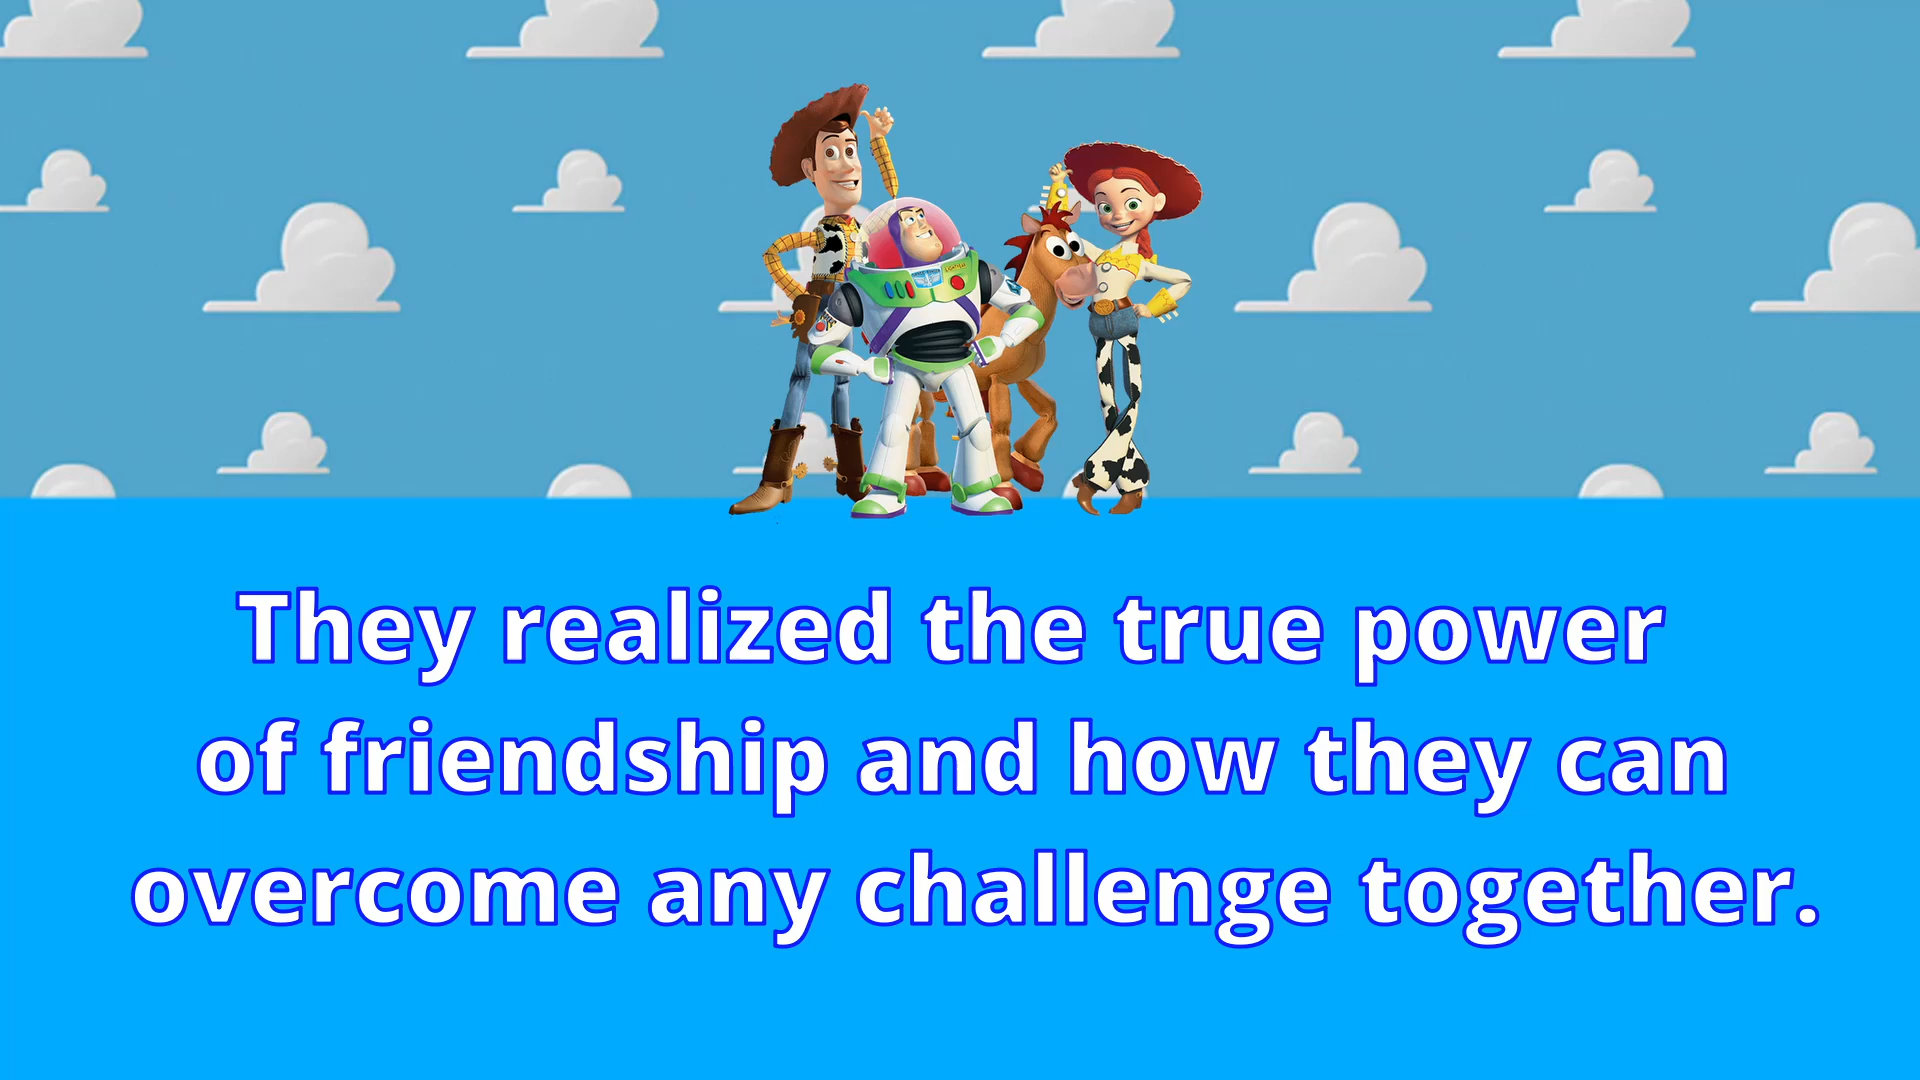 They realized the true power
of friendship and how they can
overcome any challenge together.